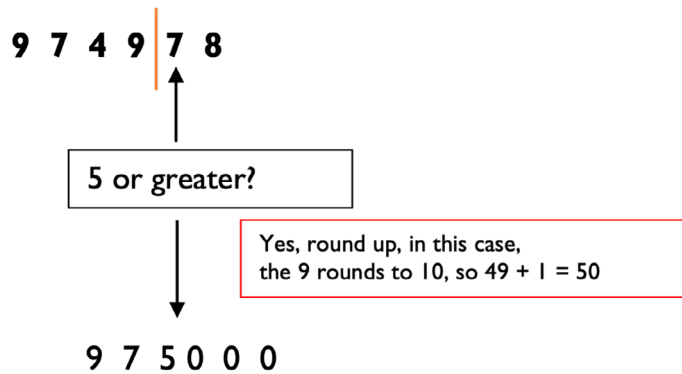 9 7 4 9 7 8
5 or greater?
Yes, round up, in this case,
the 9 rounds to 10, so 49 + 1 = 50
9 7 5 0 0 0